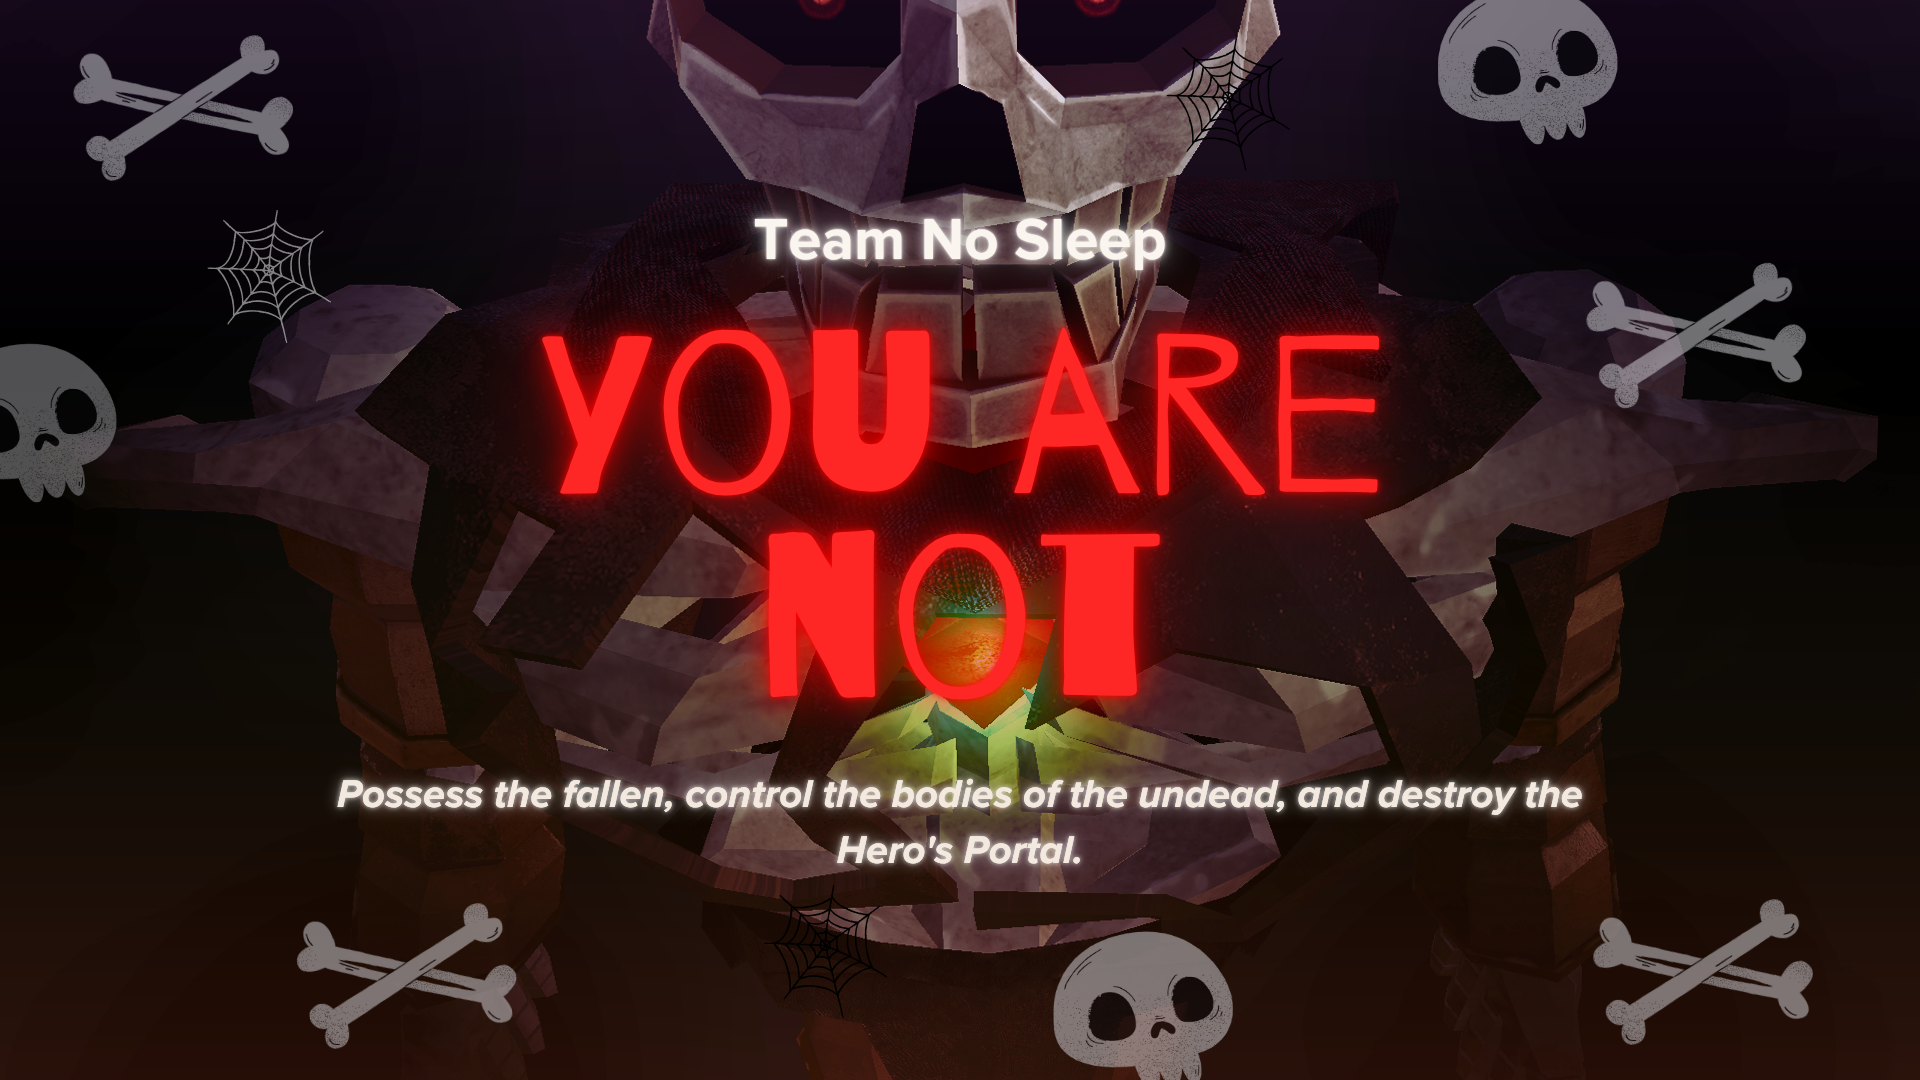 Team No Sleep
YOU ARE
NOT
Possess the fallen, control the bodies of the undead, and destroy the
Hero's Portal.